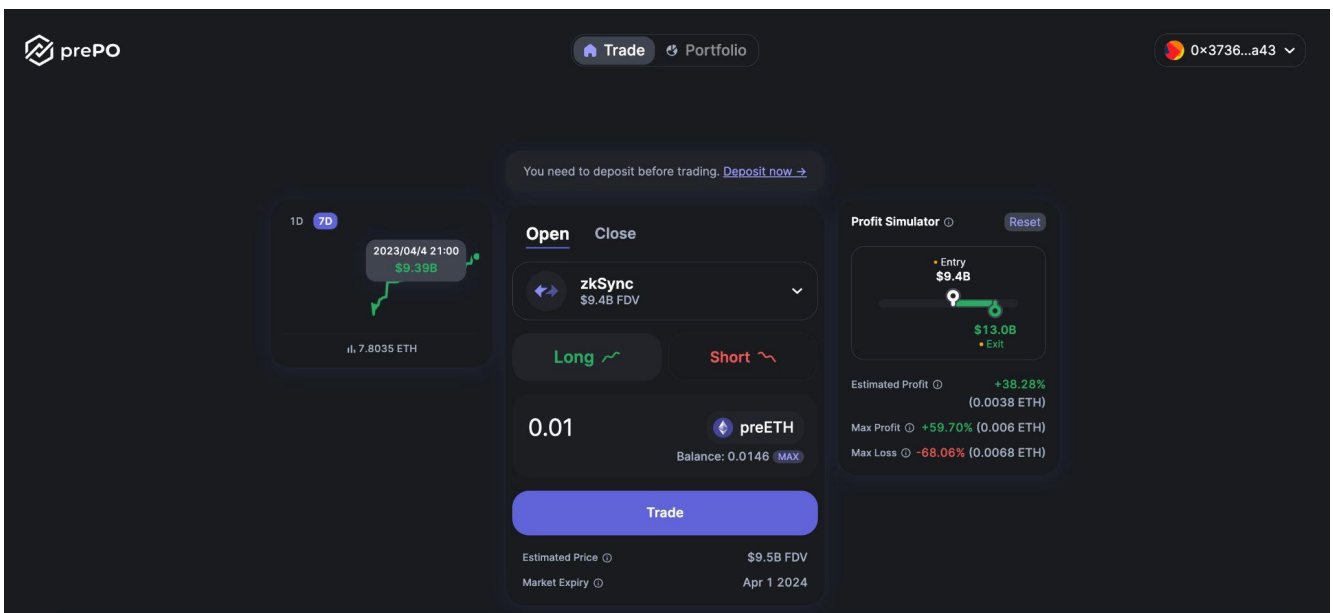 prePO
Trade
Portfolio
0×3736...a43
You need to deposit before trading. Deposit now →
1D 7D
2023/04/4 21:00
$9.39B
7.8035 ETH
Open Close
zkSync
$9.4B FDV
Long
Short
0.01
preETH
Balance: 0.0146 MAX
Trade
Estimated Price $9.5B FDV
Market Expiry Apr 1 2024
Profit Simulator Reset
Entry
$9.4B
$13.0B
Exit
Estimated Profit +38.28%
(0.0038 ETH)
Max Profit +59.70% (0.006 ETH)
Max Loss -68.06% (0.0068 ETH)